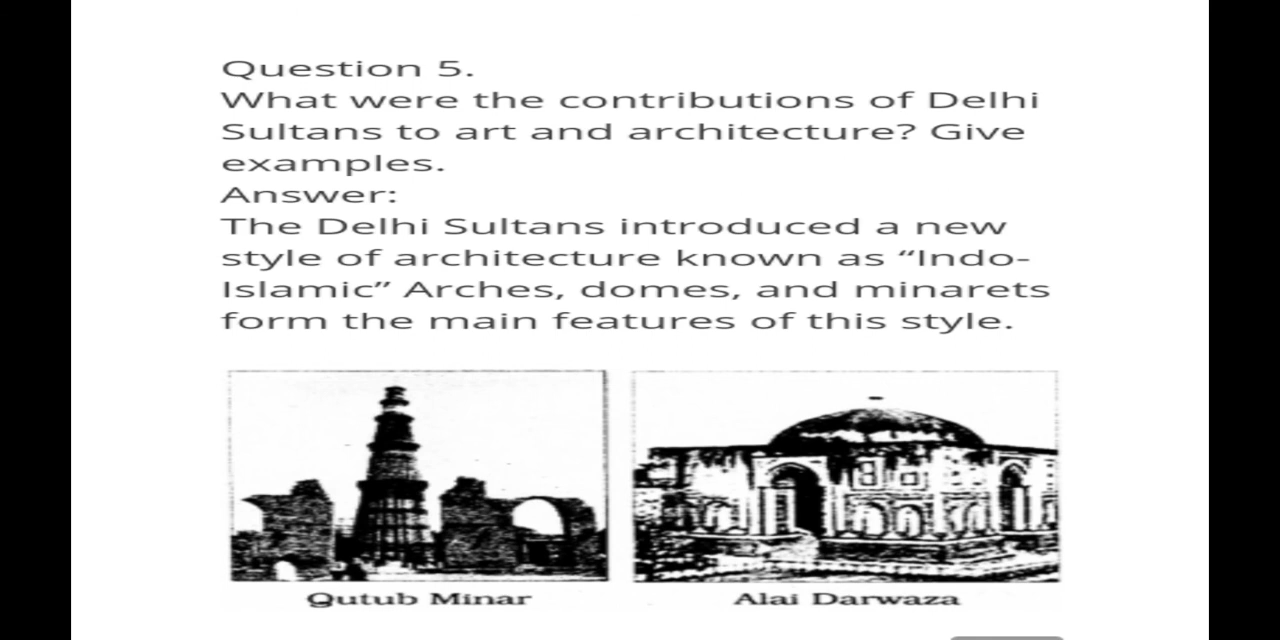 Question 5.
What were the contributions of Delhi
Sultans to art and architecture? Give
examples.
Answer:
The Delhi Sultans introduced a new
style of architecture known as “Indo-
Islamic” Arches, domes, and minarets
form the main features of this style.
Qutub Minar
Alai Darwaza